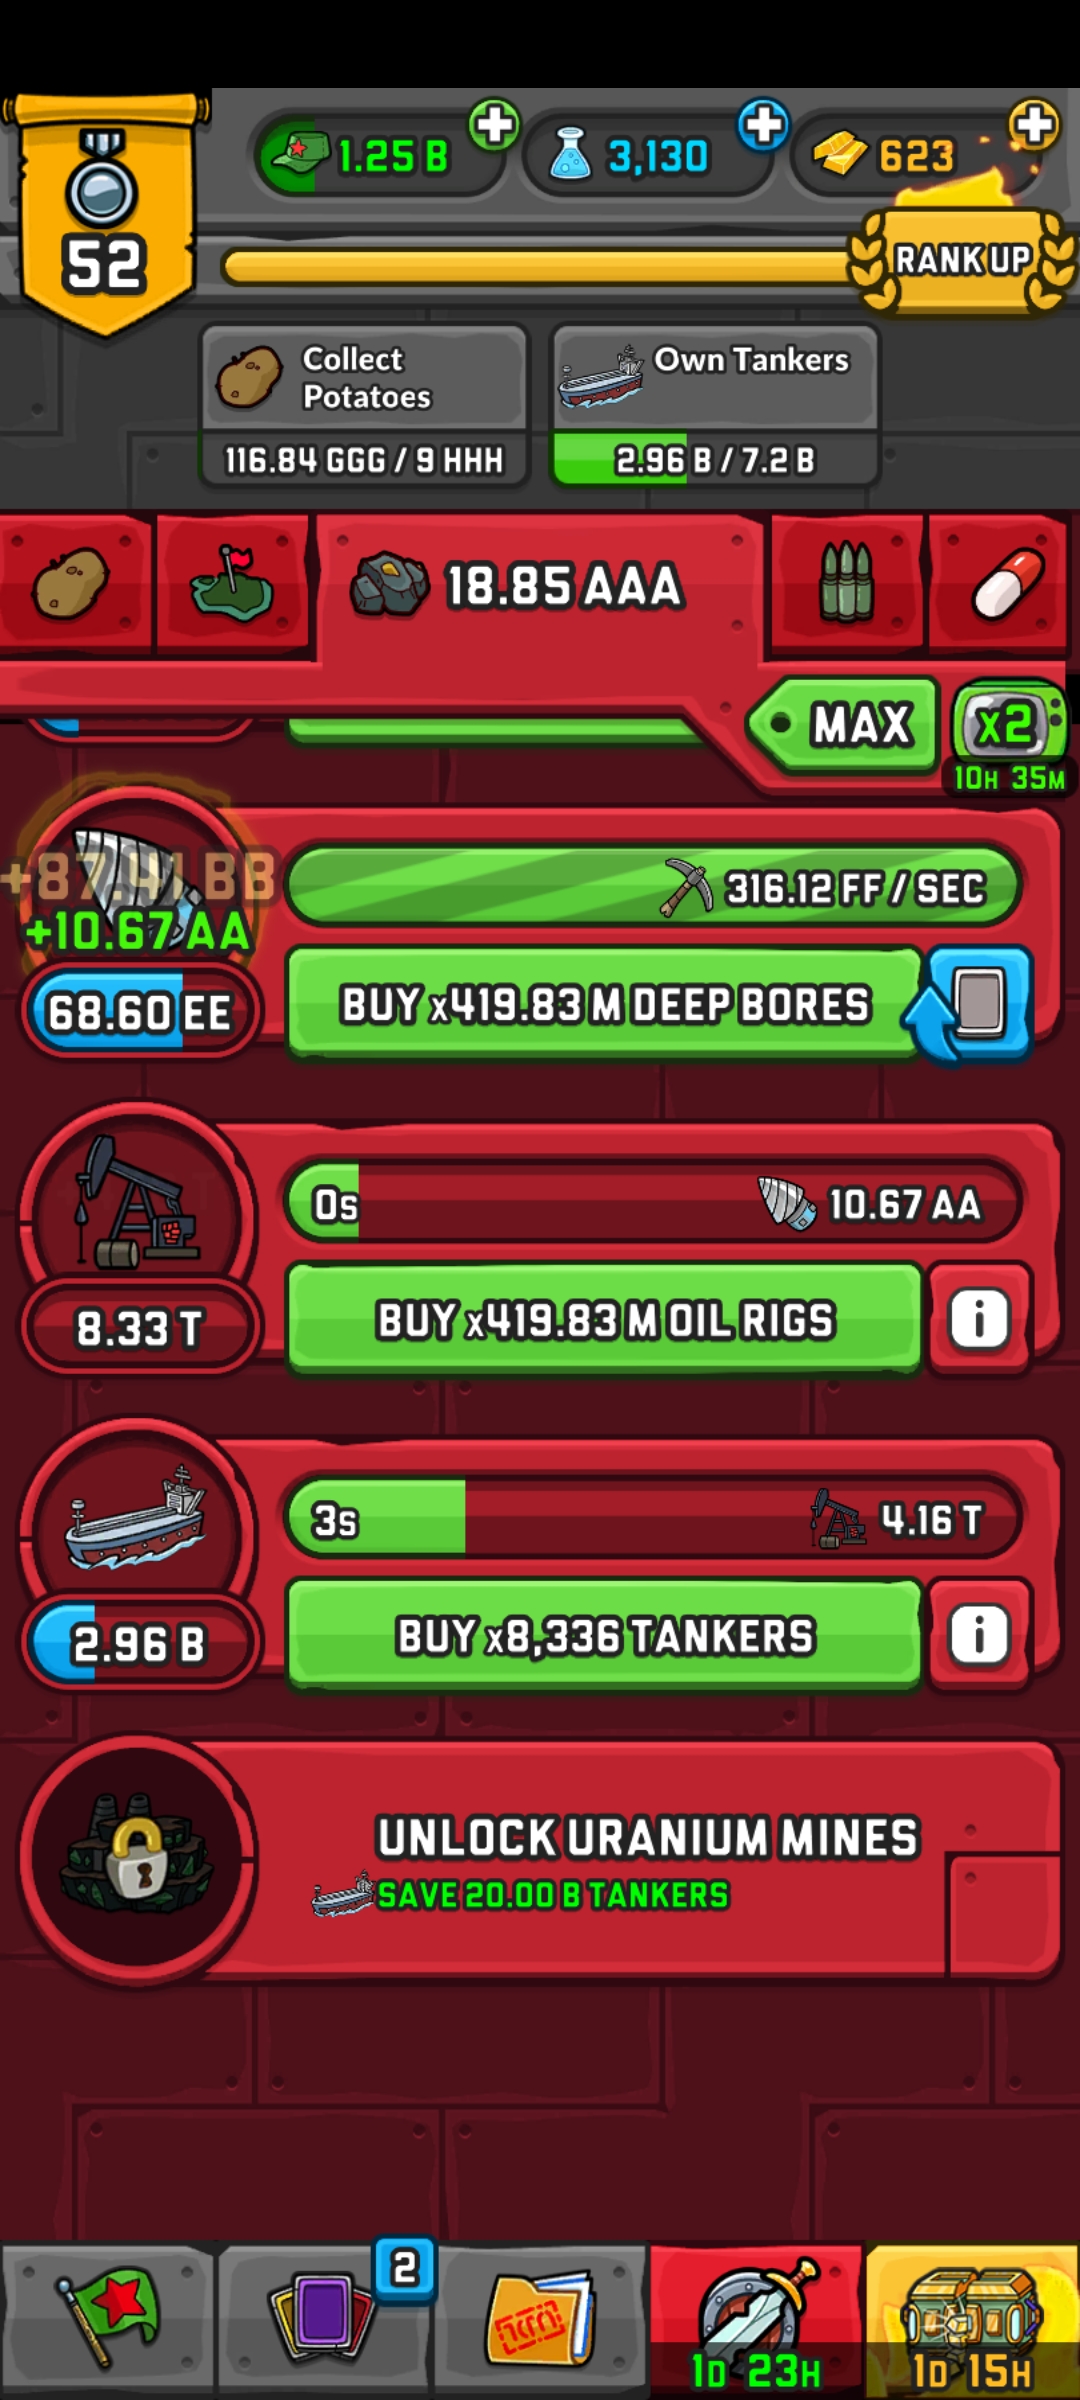 52
1.25 B
3,130
623
RANK UP
Collect
Potatoes
116.84 GGG / 9 HHH
Own Tankers
2.96 B / 7.2 B
18.85 AAA
MAX
x2
10H 35M
+87.41 BB
+10.67 AA
68.60 EE
316.12 FF / SEC
BUY x419.83 M DEEP BORES
0s
10.67 AA
8.33 T
BUY x419.83 M OIL RIGS
3s
4.16 T
2.96 B
BUY x8,336 TANKERS
UNLOCK URANIUM MINES
SAVE 20.00 B TANKERS
2
1D 23H
1D 15H